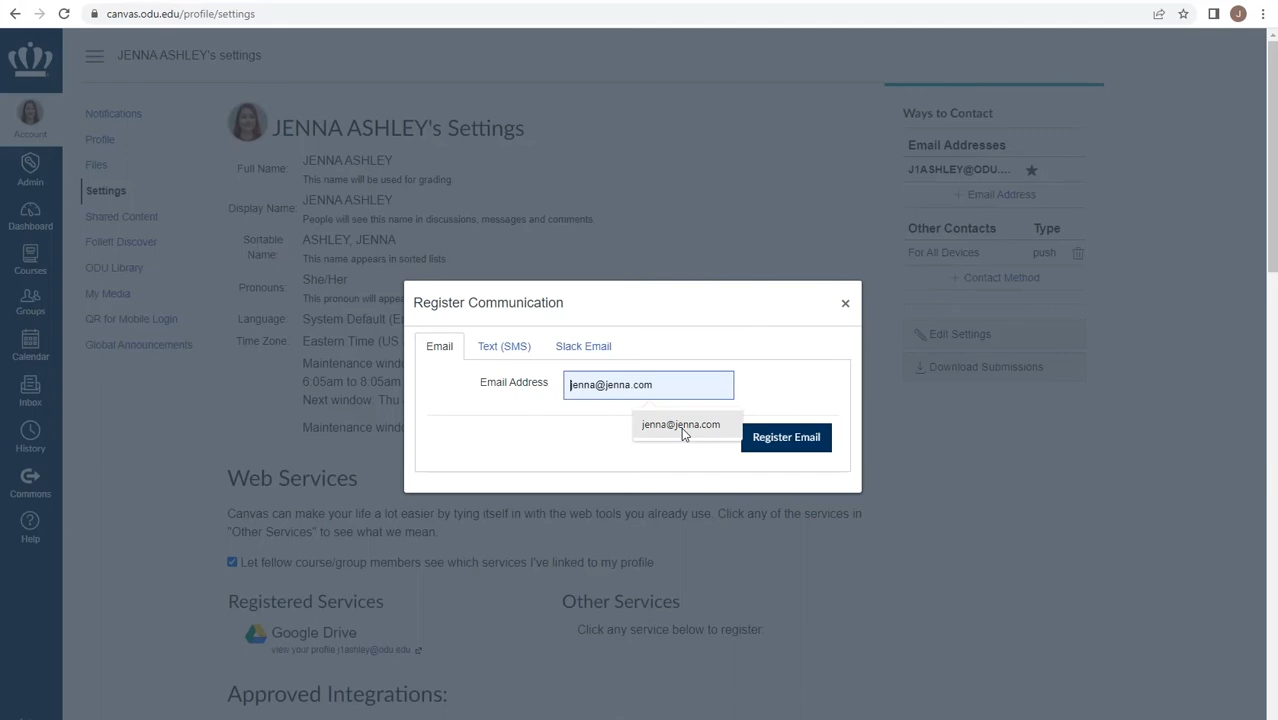 canvas.odu.edu/profile/settings
J
JENNA ASHLEY's settings
Account
Admin
Dashboard
Courses
Groups
Calendar
Inbox
History
Commons
Help
Notifications
Profile
Files
Settings
Shared Content
Follett Discover
ODU Library
My Media
QR for Mobile Login
Global Announcements
JENNA ASHLEY's Settings
Full Name:
JENNA ASHLEY
This name will be used for grading.
Display Name:
JENNA ASHLEY
People will see this name in discussions, messages and comments.
Sortable Name:
ASHLEY, JENNA
This name appears in sorted lists.
Pronouns:
She/Her
This pronoun will appea
Language:
System Default (E
Time Zone:
Eastern Time (US
Maintenance windo
6:05am to 8:05am
Next window: Thu
Maintenance windo
Register Communication
×
Email
Text (SMS)
Slack Email
Email Address
jenna@jenna.com
jenna@jenna.com
Register Email
Ways to Contact
Email Addresses
J1ASHLEY@ODU....
+ Email Address
Other Contacts Type
For All Devices push
+ Contact Method
Edit Settings
Download Submissions
Web Services
Canvas can make your life a lot easier by tying itself in with the web tools you already use. Click any of the services in
"Other Services" to see what we mean.
Let fellow course/group members see which services I've linked to my profile
Registered Services
Google Drive
view your profile j1ashley@odu.edu
Other Services
Click any service below to register:
Approved Integrations: